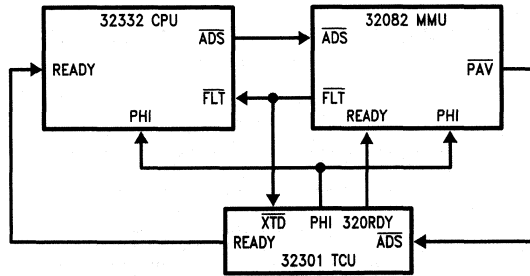 32332 CPU
32082 MMU
ADS
ADS
READY
PAV
FLT
FLT
PHI
READY
PHI
XTD
PHI
320RDY
READY
ADS
32301 TCU